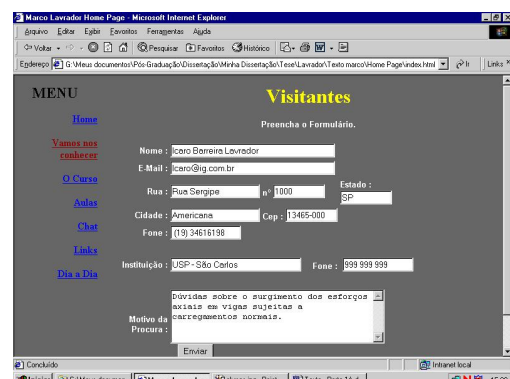 Marco Lavrador Home Page - Microsoft Internet Explorer
Arquivo Editar Exibir Favoritos Ferramentas Ajuda
Voltar Pesquisar Favoritos Histórico
Endereço G:\Meus documentos\Pós-Graduação\Dissertação\Minha Dissertação\Tese\Lavrador\Texto marco\Home Page\index.html Ir Links »
MENU
Visitantes
Home
Preencha o Formulário.
Vamos nos
conhecer
Nome : Icaro Barreira Lavrador
E-Mail : Icaro@ig.com.br
O Curso
Estado :
Rua : Rua Sergipe nº 1000 SP
Aulas
Cidade : Americana Cep : 13465-000
Chat
Fone : (19) 34616198
Links
Instituição : USP - São Carlos Fone : 999 999 999
Dia a Dia
Dúvidas sobre o surgimento dos esforços
axiais em vigas sujeitas a
carregamentos normais.
Motivo da
Procura :
Enviar
Concluído Intranet local